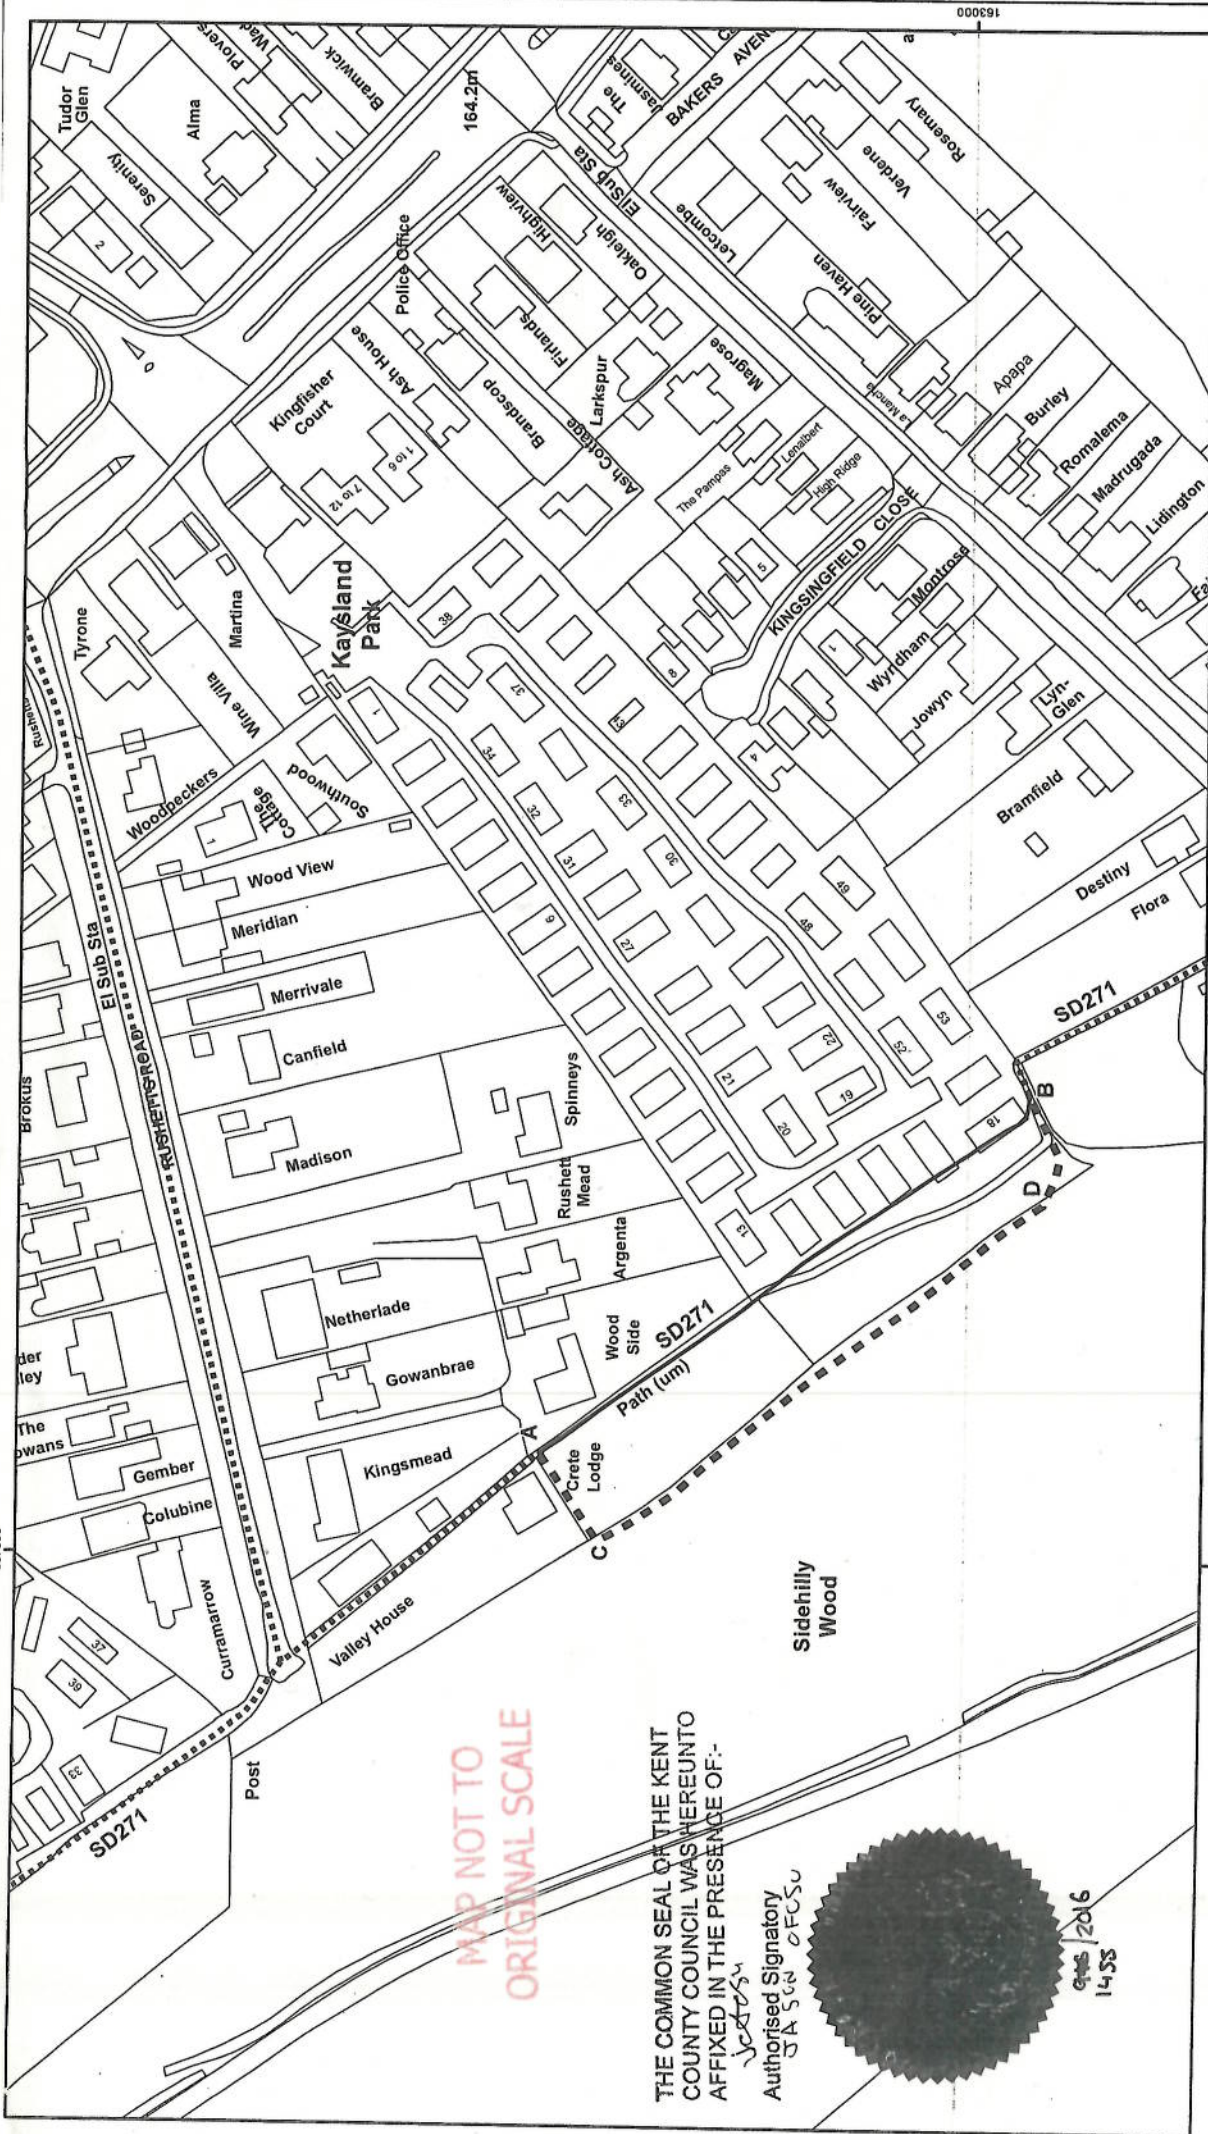 163000
Tudor
Glen
Alma
Serenity
2
Plovers
Bramwick
164.2m
Police Office
The
Jasmines
BAKERS AVEN
El Sub Sta
Highview
Oakleigh
Firlands
Brandscop
Ash House
Kingfisher
Court
7 to 12
1 to 6
Larkspur
Ash Cottage
Magrose
Letcombe
Fairview
Verdene
Rosemary
Pine Haven
La Mancha
Apapa
Burley
Romalema
Madrugada
Lidington
The Pampas
Lenalbert
High Ridge
KINGSINGFIELD CLOSE
5
8
4
1
Montrose
Wyndham
Jowyn
Lyn-
Glen
Bramfield
Destiny
Flora
SD271
Tyrone
Martina
Wine Villa
Kaysland
Park
Woodpeckers
The
Cottage
1
Southwood
Wood View
Meridian
Merrivale
Canfield
Madison
Spinneys
Rushett
Mead
Argenta
Netherlade
Gowanbrae
Wood
Side
El Sub Sta
RUSHETTS ROAD
Brokus
The
Gember
Colubine
Curramarrow
Kingsmead
Crete
Lodge
Valley House
1
38
37
34
32
31
33
30
27
9
43
49
48
21
22
20
19
52
53
18
13
A
B
C
D
SD271
Path (um)
Sidehilly
Wood
37
39
33
SD271
Post
MAP NOT TO
ORIGINAL SCALE
THE COMMON SEAL OF THE KENT
COUNTY COUNCIL WAS HEREUNTO
AFFIXED IN THE PRESENCE OF:-
Authorised Signatory
JASON OFCSU
/2016
1455